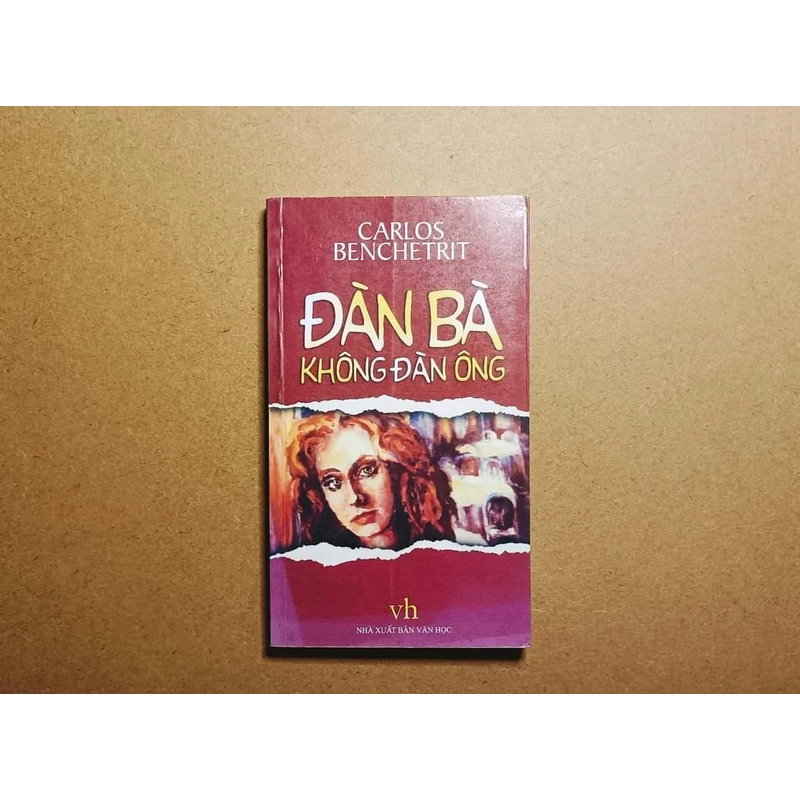 CARLOS
BENCHETRIT
ĐÀN BÀ
KHÔNG ĐÀN ÔNG
vh
NHÀ XUẤT BẢN VĂN HỌC